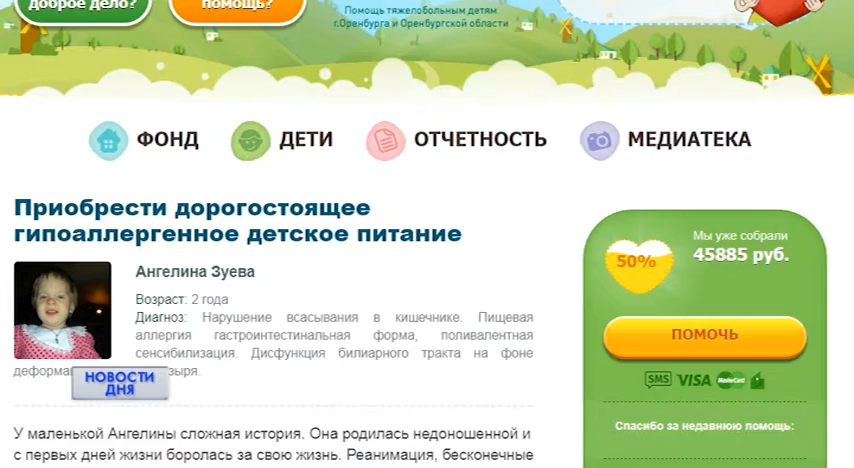 доброе дело?
помощь?
Помощь тяжелобольным детям
г.Оренбурга и Оренбургской области
ФОНД
ДЕТИ
ОТЧЕТНОСТЬ
МЕДИАТЕКА
Приобрести дорогостоящее
гипоаллергенное детское питание
Ангелина Зуева
Возраст: 2 года
Диагноз: Нарушение всасывания в кишечнике. Пищевая
аллергия гастроинтестинальная форма, поливалентная
сенсибилизация. Дисфункция билиарного тракта на фоне
НОВОСТИ
ДНЯ
У маленькой Ангелины сложная история. Она родилась недоношенной и
с первых дней жизни боролась за свою жизнь. Реанимация, бесконечные
50%
Мы уже собрали
45885 руб.
ПОМОЧЬ
SMS VISA MasterCard
Спасибо за недавнюю помощь: